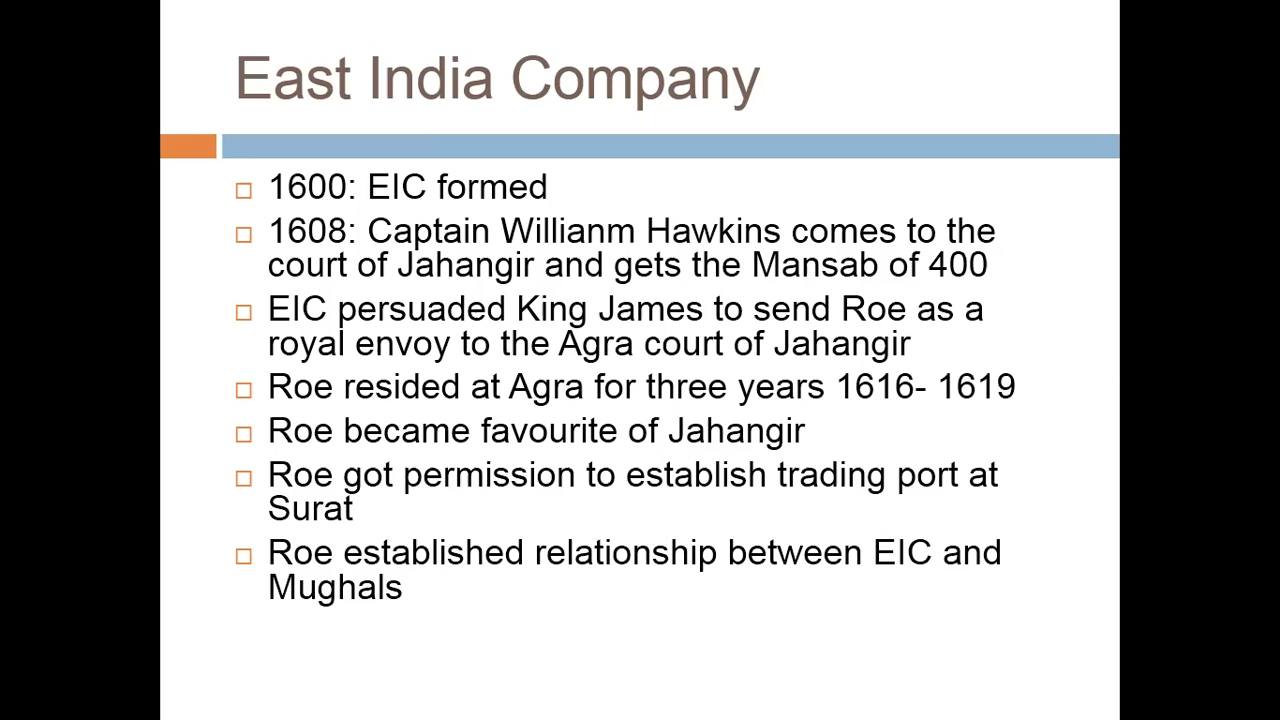 East India Company
1600: EIC formed
1608: Captain Willianm Hawkins comes to the
court of Jahangir and gets the Mansab of 400
EIC persuaded King James to send Roe as a
royal envoy to the Agra court of Jahangir
Roe resided at Agra for three years 1616- 1619
Roe became favourite of Jahangir
Roe got permission to establish trading port at
Surat
Roe established relationship between EIC and
Mughals